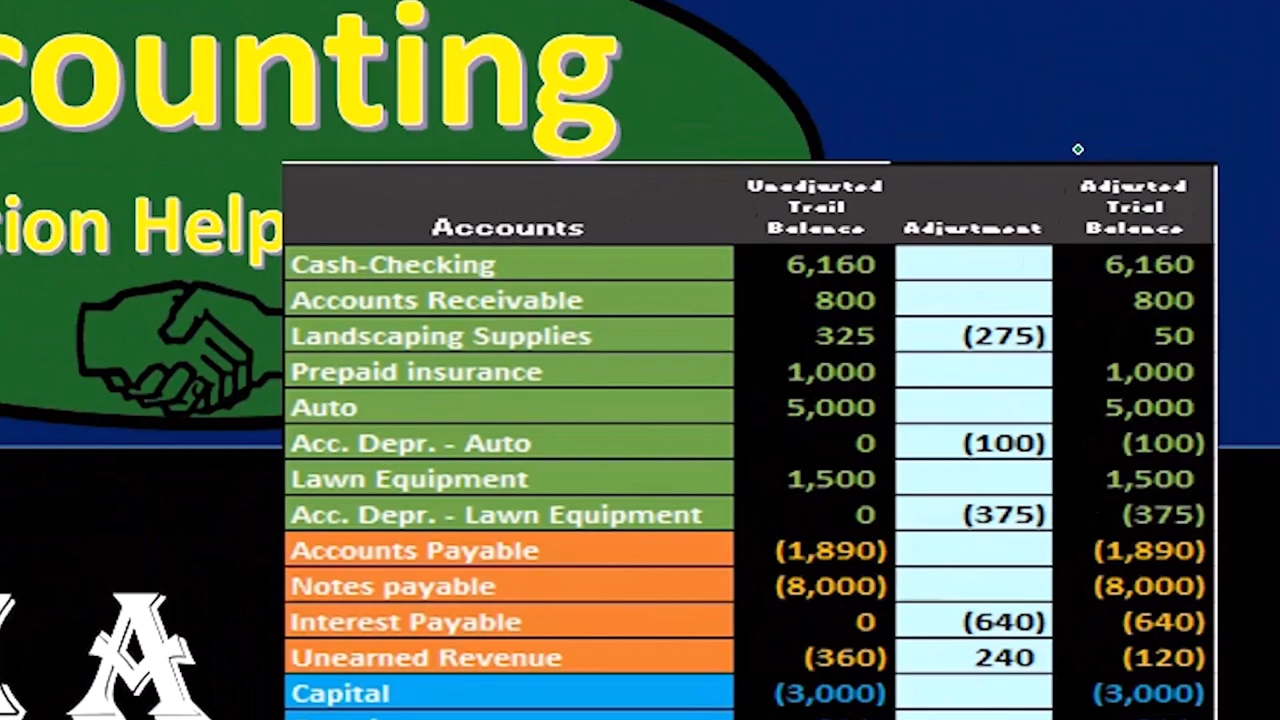 counting
tion Help
Accounts Unadjusted Trail Balance Adjustment Adjusted Trial Balance
Cash-Checking 6,160 6,160
Accounts Receivable 800 800
Landscaping Supplies 325 (275) 50
Prepaid insurance 1,000 1,000
Auto 5,000 5,000
Acc. Depr. - Auto 0 (100) (100)
Lawn Equipment 1,500 1,500
Acc. Depr. - Lawn Equipment 0 (375) (375)
Accounts Payable (1,890) (1,890)
Notes payable (8,000) (8,000)
Interest Payable 0 (640) (640)
Unearned Revenue (360) 240 (120)
Capital (3,000) (3,000)
A